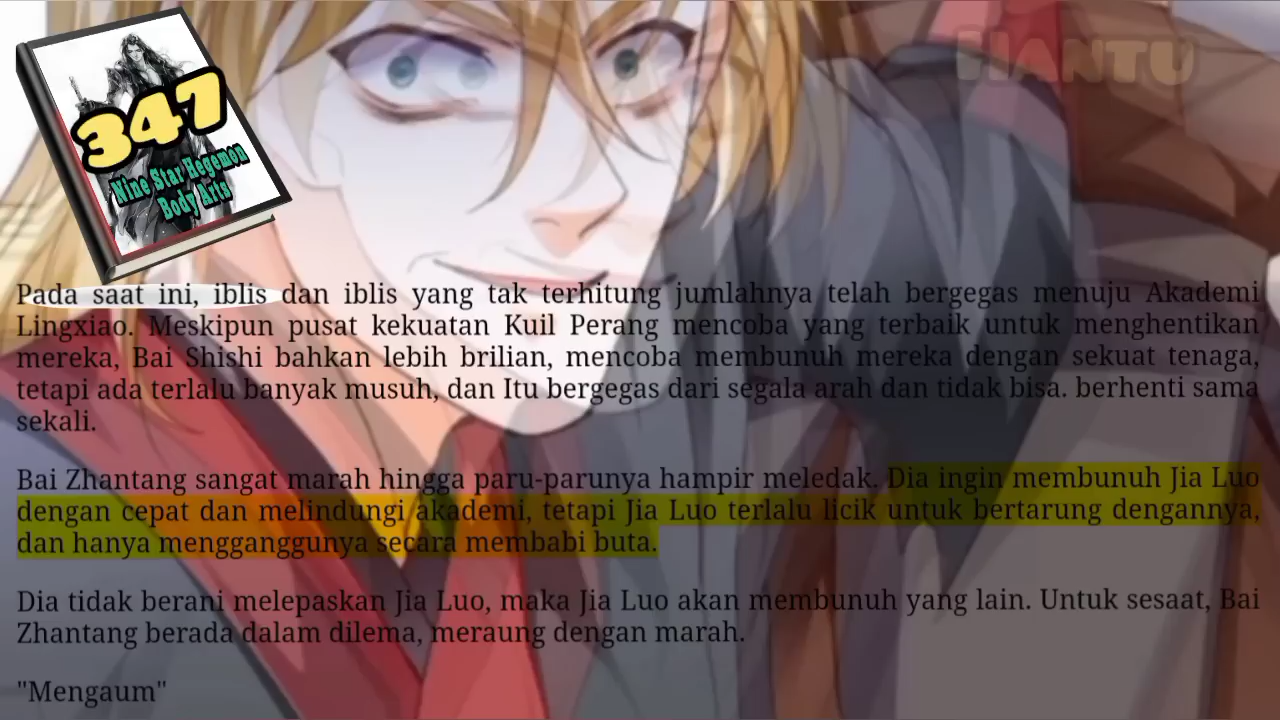 HANTU
347
Nine Star Hegemon
Body Arts
Pada saat ini, iblis dan iblis yang tak terhitung jumlahnya telah bergegas menuju Akademi
Lingxiao. Meskipun pusat kekuatan Kuil Perang mencoba yang terbaik untuk menghentikan
mereka, Bai Shishi bahkan lebih brilian, mencoba membunuh mereka dengan sekuat tenaga,
tetapi ada terlalu banyak musuh, dan Itu bergegas dari segala arah dan tidak bisa. berhenti sama
sekali.
Bai Zhantang sangat marah hingga paru-parunya hampir meledak. Dia ingin membunuh Jia Luo
dengan cepat dan melindungi akademi, tetapi Jia Luo terlalu licik untuk bertarung dengannya,
dan hanya mengganggunya secara membabi buta.
Dia tidak berani melepaskan Jia Luo, maka Jia Luo akan membunuh yang lain. Untuk sesaat, Bai
Zhantang berada dalam dilema, meraung dengan marah.
"Mengaum"